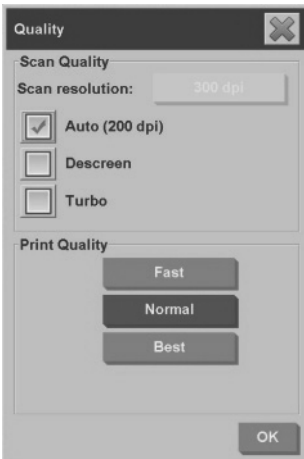 Quality
Scan Quality
Scan resolution: 300 dpi
Auto (200 dpi)
Descreen
Turbo
Print Quality
Fast
Normal
Best
OK